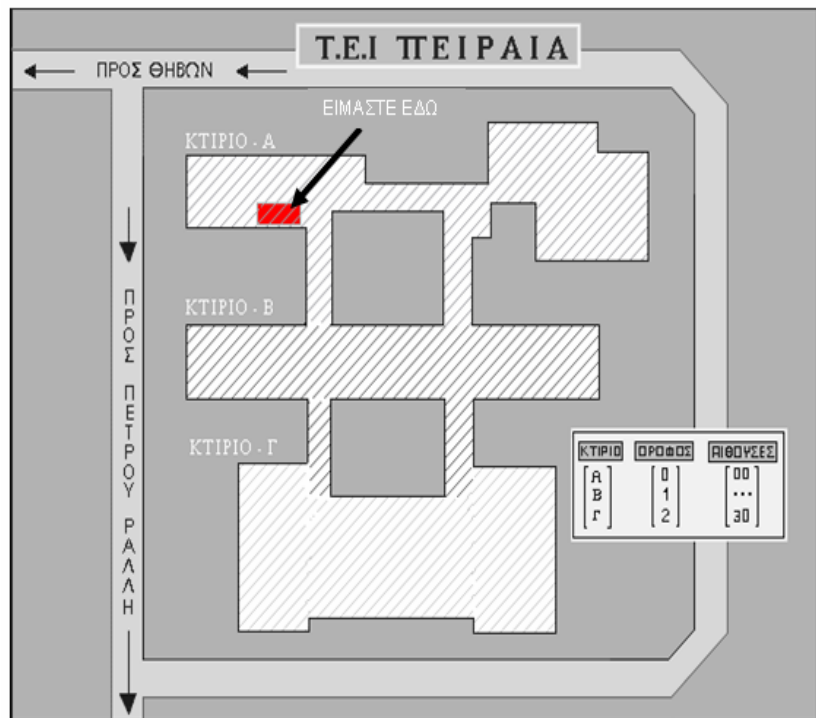 Τ.Ε.Ι ΠΕΙΡΑΙΑ
ΠΡΟΣ ΘΗΒΩΝ
ΕΙΜΑΣΤΕ ΕΔΩ
ΚΤΙΡΙΟ - Α
ΚΤΙΡΙΟ - Β
ΠΡΟΣ ΠΕΤΡΟΥ ΡΑΛΛΗ
ΚΤΙΡΙΟ - Γ
ΚΤΙΡΙΟ ΟΡΟΦΟΣ ΑΙΘΟΥΣΕΣ
Α 0 00
Β 1 ...
Γ 2 30